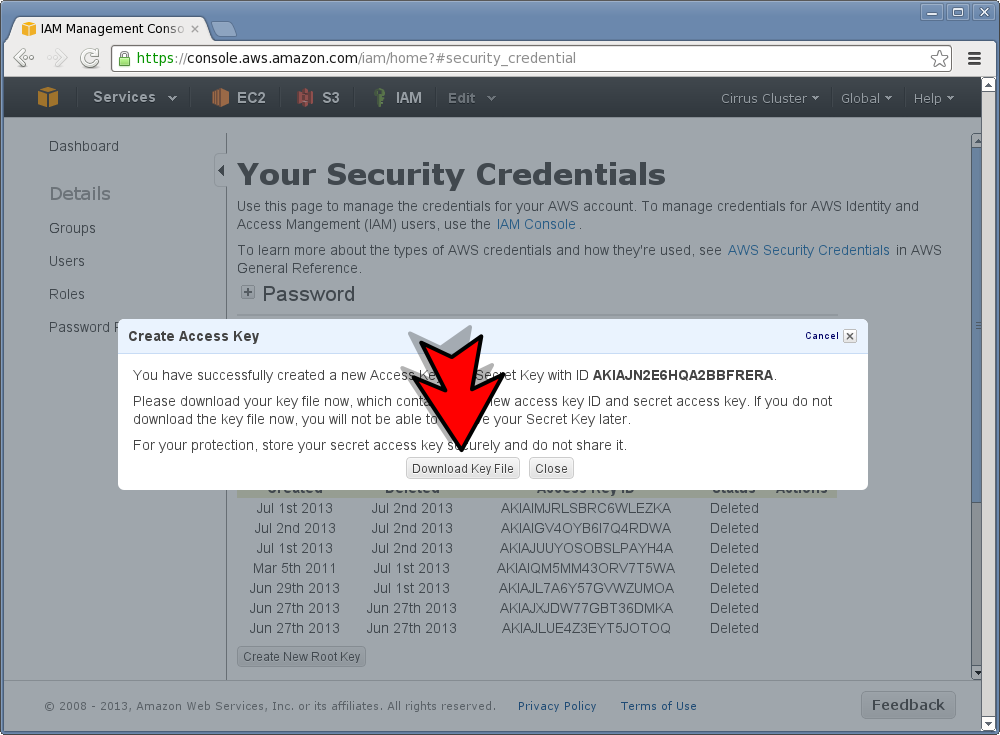 IAM Management Conso
https://console.aws.amazon.com/iam/home?#security_credential
Services EC2 S3 IAM Edit Cirrus Cluster Global Help
Dashboard
Details
Groups
Users
Roles
Password
Your Security Credentials
Use this page to manage the credentials for your AWS account. To manage credentials for AWS Identity and
Access Management (IAM) users, use the IAM Console .
To learn more about the types of AWS credentials and how they're used, see AWS Security Credentials in AWS
General Reference.
Password
Create Access Key
Cancel
You have successfully created a new Access Secret Key with ID AKIAJN2E6HQA2BBFRERA.
Please download your key file now, which new access key ID and secret access key. If you do not
download the key file now, you will not be able to your Secret Key later.
For your protection, store your secret access key securely and do not share it.
Download Key File Close
Created Deleted Access Key ID Status Actions
Jul 1st 2013 Jul 2nd 2013 AKIAIMJRLSBRC6WLEZKA Deleted
Jul 2nd 2013 Jul 2nd 2013 AKIAIGV4OYB6I7Q4RDWA Deleted
Jul 1st 2013 Jul 2nd 2013 AKIAJUUYOSOBSLPAYH4A Deleted
Mar 5th 2011 Jul 1st 2013 AKIAIQM5MM43ORV7T5WA Deleted
Jun 29th 2013 Jul 1st 2013 AKIAJL7A6Y57GVWZUMOA Deleted
Jun 27th 2013 Jun 27th 2013 AKIAJXJDW77GBT36DMKA Deleted
Jun 27th 2013 Jun 27th 2013 AKIAJLUE4Z3EYT5JOTOQ Deleted
Create New Root Key
© 2008 - 2013, Amazon Web Services, Inc. or its affiliates. All rights reserved. Privacy Policy Terms of Use Feedback